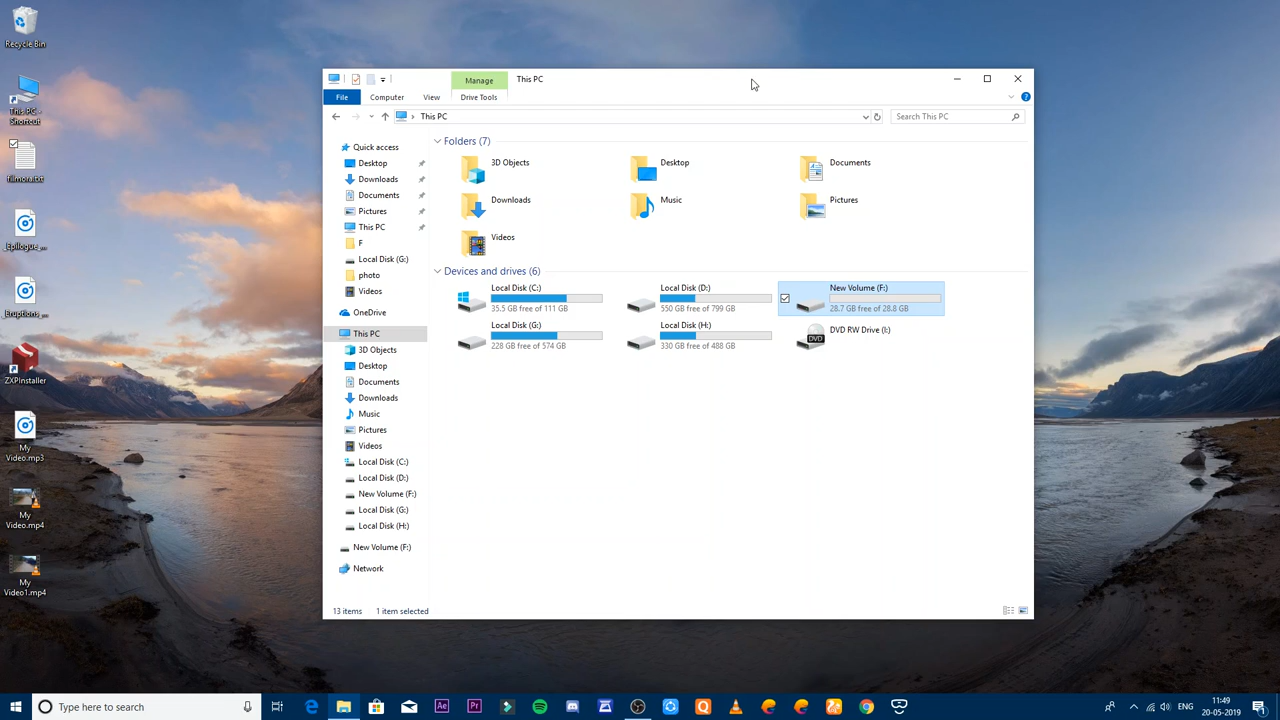 Recycle Bin
This PC - Shortcut
filmora.txt
_Epilogue_...
_Eruptions_...
ZXPInstaller
My Video.mp3
My Video.mp4
My Video1.mp4
Manage
This PC
File
Computer
View
Drive Tools
This PC
Search This PC
Quick access
Desktop
Downloads
Documents
Pictures
This PC
F
Local Disk (G:)
photo
Videos
OneDrive
This PC
3D Objects
Desktop
Documents
Downloads
Music
Pictures
Videos
Local Disk (C:)
Local Disk (D:)
New Volume (F:)
Local Disk (G:)
Local Disk (H:)
New Volume (F:)
Network
Folders (7)
3D Objects
Desktop
Documents
Downloads
Music
Pictures
Videos
Devices and drives (6)
Local Disk (C:)
35.5 GB free of 111 GB
Local Disk (D:)
550 GB free of 799 GB
New Volume (F:)
28.7 GB free of 28.8 GB
Local Disk (G:)
228 GB free of 574 GB
Local Disk (H:)
330 GB free of 488 GB
DVD RW Drive (I:)
DVD
13 items
1 item selected
Type here to search
Ae
Pr
ENG
11:49
20-05-2019